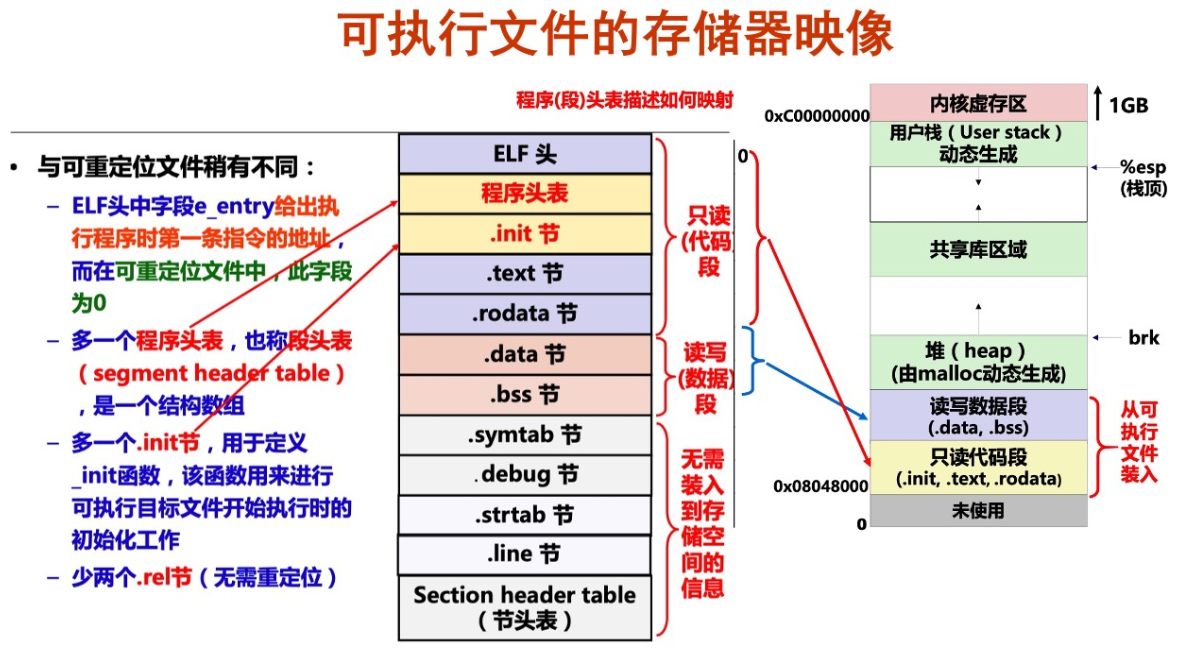 可执行文件的存储器映像
程序(段)头表描述如何映射
• 与可重定位文件稍有不同：
– ELF头中字段e_entry给出执
行程序时第一条指令的地址，
而在可重定位文件中，此字段
为0
– 多一个程序头表，也称段头表
（segment header table）
，是一个结构数组
– 多一个.init节，用于定义
_init函数，该函数用来进行
可执行目标文件开始执行时的
初始化工作
– 少两个.rel节（无需重定位）
ELF 头
程序头表
.init 节
.text 节
.rodata 节
.data 节
.bss 节
.symtab 节
.debug 节
.strtab 节
.line 节
Section header table
（节头表）
只读
(代码)
段
读写
(数据)
段
无需
装入
到存
储空
间的
信息
0
0xC00000000
内核虚存区
1GB
用户栈（User stack）
动态生成
%esp
(栈顶)
共享库区域
brk
堆（heap）
(由malloc动态生成)
读写数据段
(.data, .bss)
只读代码段
(.init, .text, .rodata)
从可
执行
文件
装入
0x08048000
未使用
0